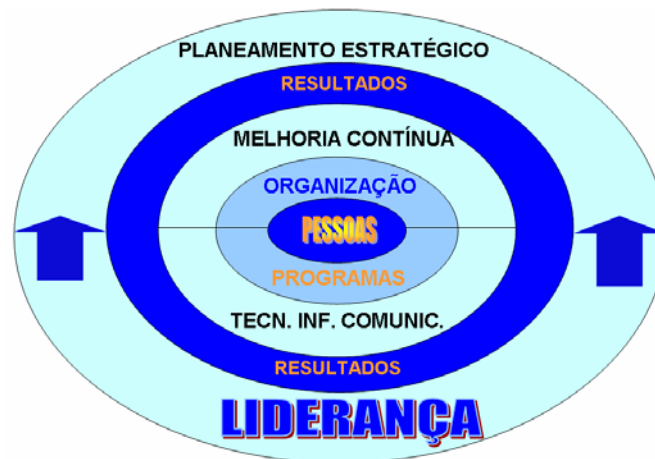 PLANEAMENTO ESTRATÉGICO
RESULTADOS
MELHORIA CONTÍNUA
ORGANIZAÇÃO
PESSOAS
PROGRAMAS
TECN. INF. COMUNIC.
RESULTADOS
LIDERANÇA